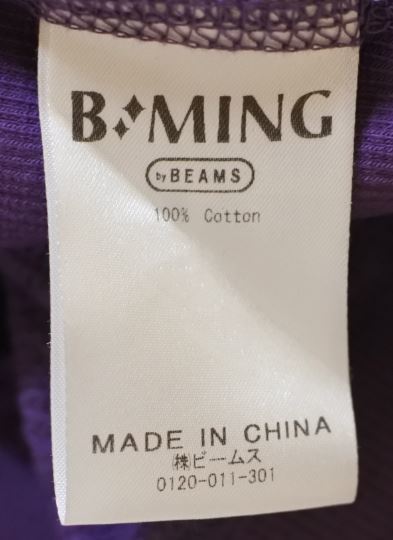 B:MING
by BEAMS
100% Cotton
MADE IN CHINA
㈱ビームス
0120-011-301